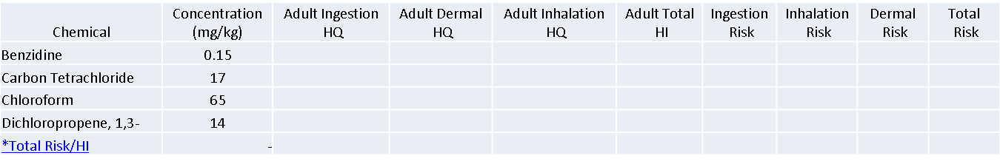 Chemical Concentration (mg/kg) Adult Ingestion HQ Adult Dermal HQ Adult Inhalation HQ Adult Total HI Ingestion Risk Inhalation Risk Dermal Risk Total Risk
Benzidine 0.15
Carbon Tetrachloride 17
Chloroform 65
Dichloropropene, 1,3- 14
*Total Risk/HI -